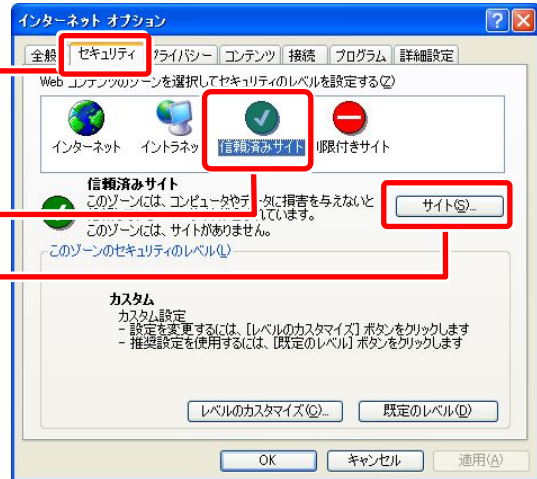 インターネット オプション
全般 セキュリティ プライバシー コンテンツ 接続 プログラム 詳細設定
Web コンテンツのゾーンを選択してセキュリティのレベルを設定する(Z)
インターネット イントラネッ 信頼済みサイト 限付きサイト
信頼済みサイト
このゾーンには、コンピュータやデータに損害を与えないと
ています。
このゾーンには、サイトがありません。
サイト(S)...
このゾーンのセキュリティのレベル(L)
カスタム
カスタム設定
- 設定を変更するには、[レベルのカスタマイズ] ボタンをクリックします
- 推奨設定を使用するには、[既定のレベル] ボタンをクリックします
レベルのカスタマイズ(C)... 既定のレベル(D)
OK キャンセル 適用(A)